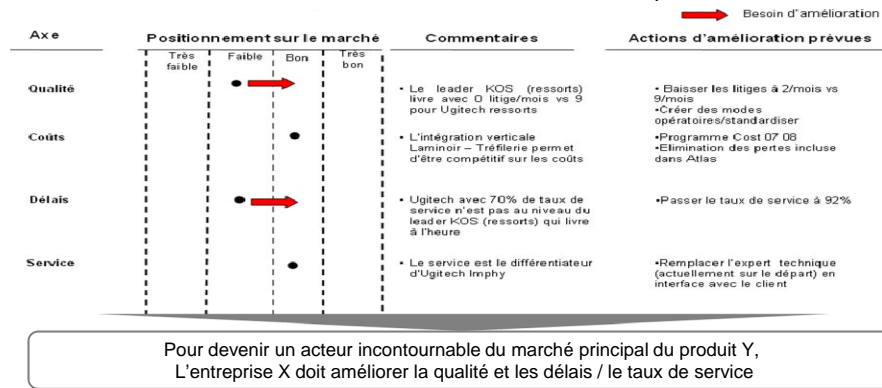 Besoin d'amélioration
Axe
Positionnement sur le marché
Commentaires
Actions d'amélioration prévues
Très
faible
Faible
Bon
Très
bon
Qualité
• Le leader KOS (ressorts)
livre avec 0 litige/mois vs 9
pour Ugitech ressorts
• Baisser les litiges à 2/mois vs
9/mois
•Créer des modes
opératoires/standardiser
Coûts
• L'intégration verticale
Laminoir – Tréfilerie permet
d'être compétitif sur les coûts
•Programme Cost 07 08
•Elimination des pertes incluse
dans Atlas
Délais
• Ugitech avec 70% de taux de
service n'est pas au niveau du
leader KOS (ressorts) qui livre
à l'heure
•Passer le taux de service à 92%
Service
• Le service est le différentiateur
d'Ugitech Imphy
•Remplacer l'expert technique
(actuellement sur le départ) en
interface avec le client
Pour devenir un acteur incontournable du marché principal du produit Y,
L'entreprise X doit améliorer la qualité et les délais / le taux de service